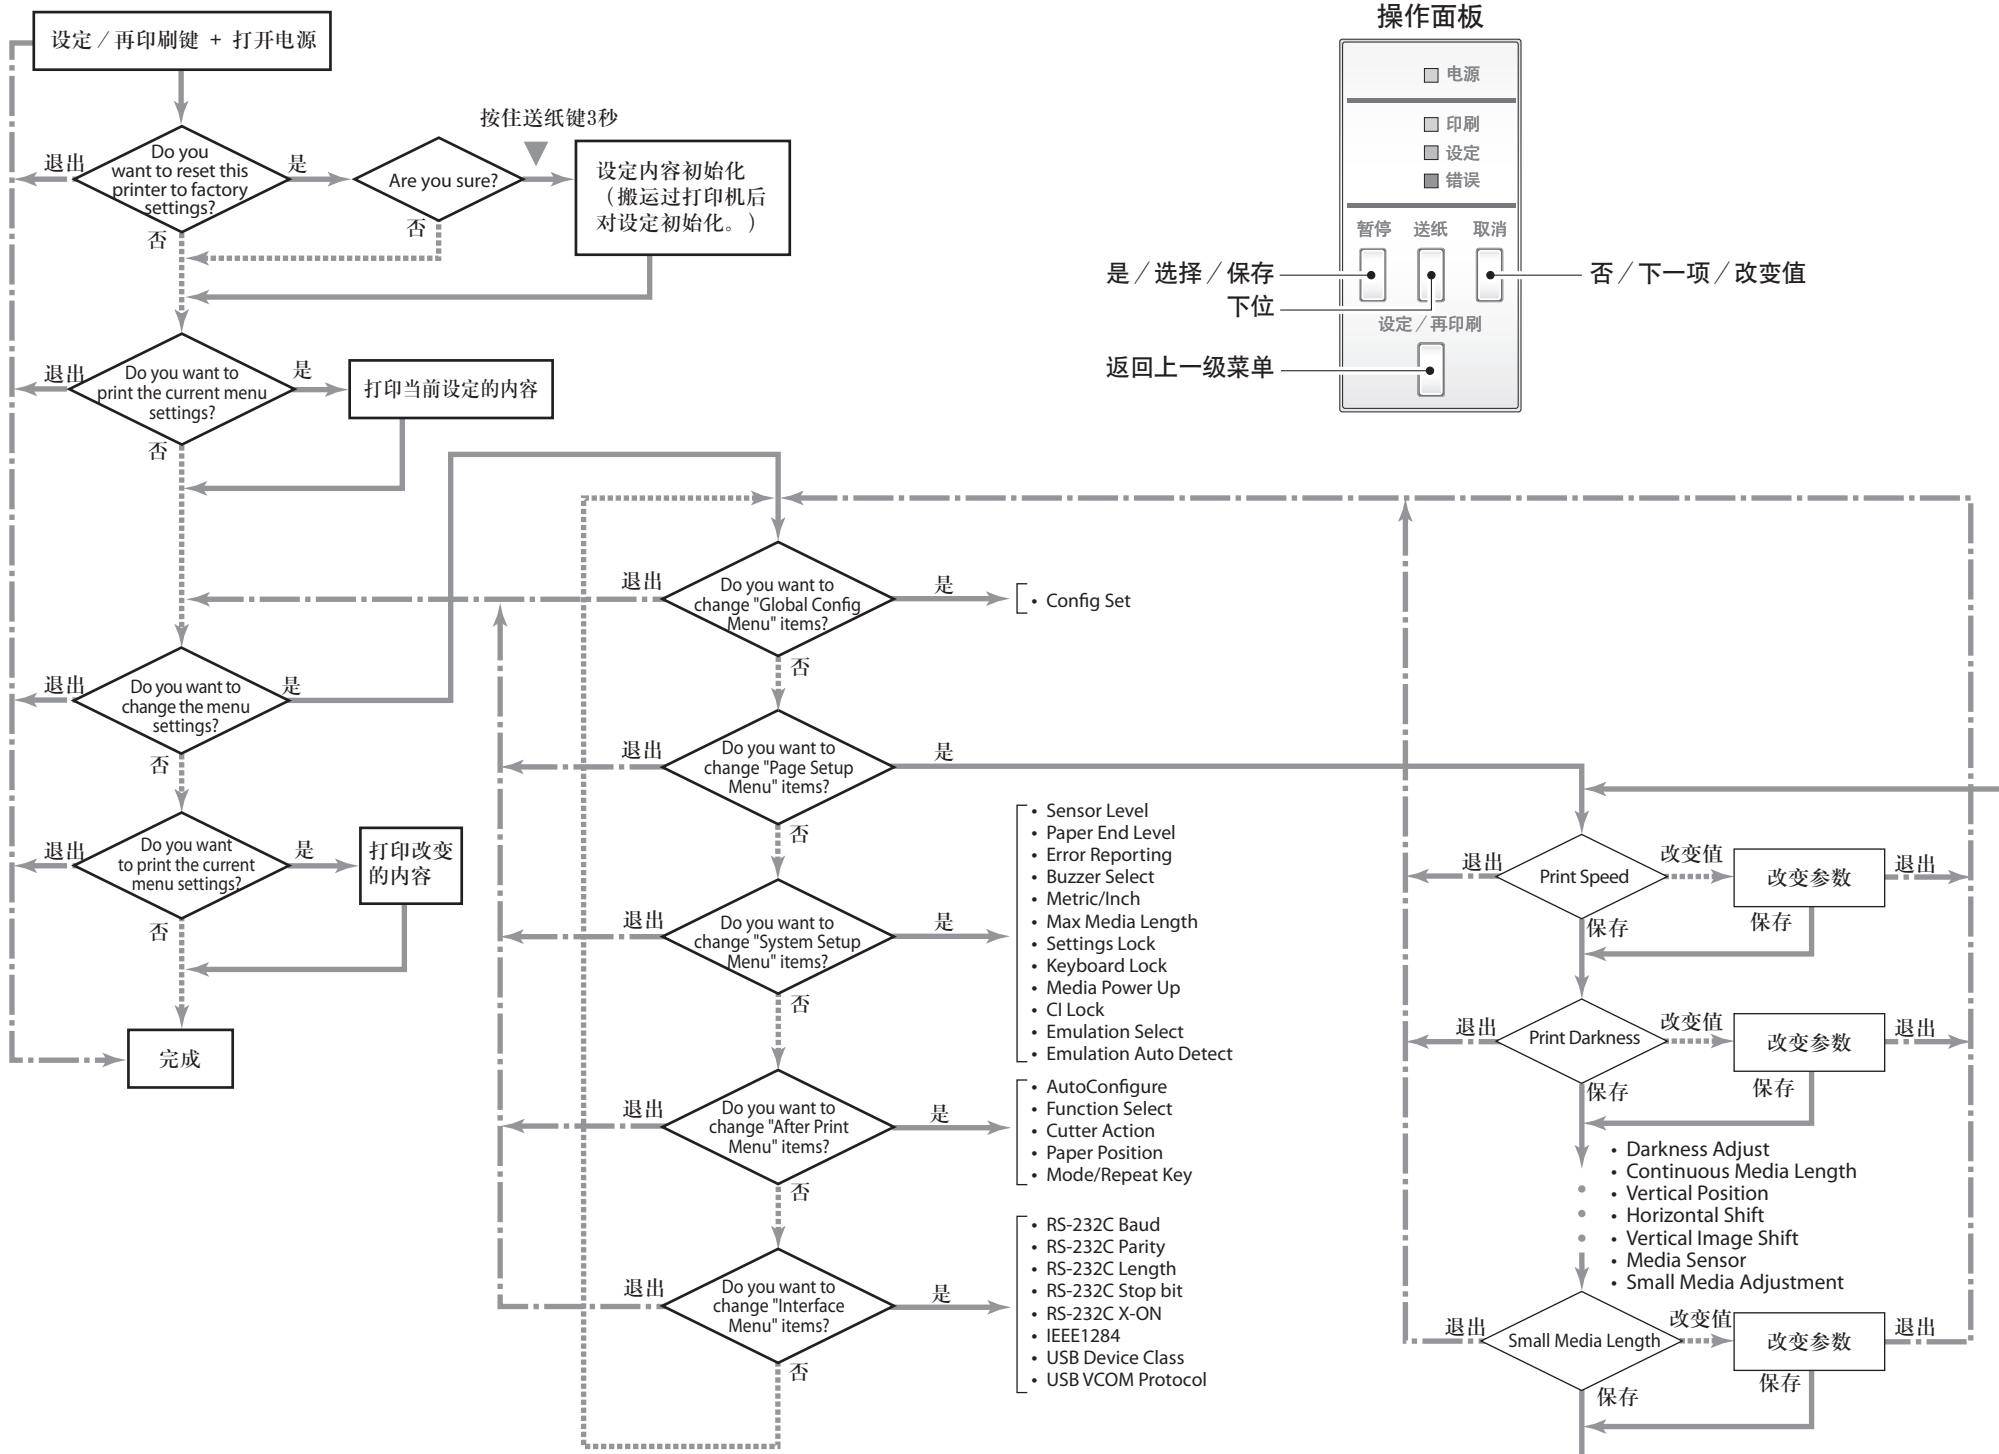 设定／再印刷键 + 打开电源
退出
Do you
want to reset this
printer to factory
settings?
是
否
Are you sure?
否
按住送纸键3秒
设定内容初始化
（搬运过打印机后
对设定初始化。）
退出
Do you want to
print the current menu
settings?
是
否
打印当前设定的内容
退出
Do you want to
change the menu
settings?
是
否
退出
Do you want
to print the current
menu settings?
是
否
打印改变
的内容
完成
操作面板
电源
印刷
设定
错误
暂停
送纸
取消
是／选择／保存
下位
否／下一项／改变值
设定／再印刷
返回上一级菜单
退出
Do you want to
change "Global Config
Menu" items?
是
否
• Config Set
退出
Do you want to
change "Page Setup
Menu" items?
是
否
退出
Do you want to
change "System Setup
Menu" items?
是
否
• Sensor Level
• Paper End Level
• Error Reporting
• Buzzer Select
• Metric/Inch
• Max Media Length
• Settings Lock
• Keyboard Lock
• Media Power Up
• CI Lock
• Emulation Select
• Emulation Auto Detect
退出
Do you want to
change "After Print
Menu" items?
是
否
• AutoConfigure
• Function Select
• Cutter Action
• Paper Position
• Mode/Repeat Key
退出
Do you want to
change "Interface
Menu" items?
是
否
• RS-232C Baud
• RS-232C Parity
• RS-232C Length
• RS-232C Stop bit
• RS-232C X-ON
• IEEE1284
• USB Device Class
• USB VCOM Protocol
退出
Print Speed
改变值
改变参数
退出
保存
保存
退出
Print Darkness
改变值
改变参数
退出
保存
保存
• Darkness Adjust
• Continuous Media Length
• Vertical Position
• Horizontal Shift
• Vertical Image Shift
• Media Sensor
• Small Media Adjustment
退出
Small Media Length
改变值
改变参数
退出
保存
保存